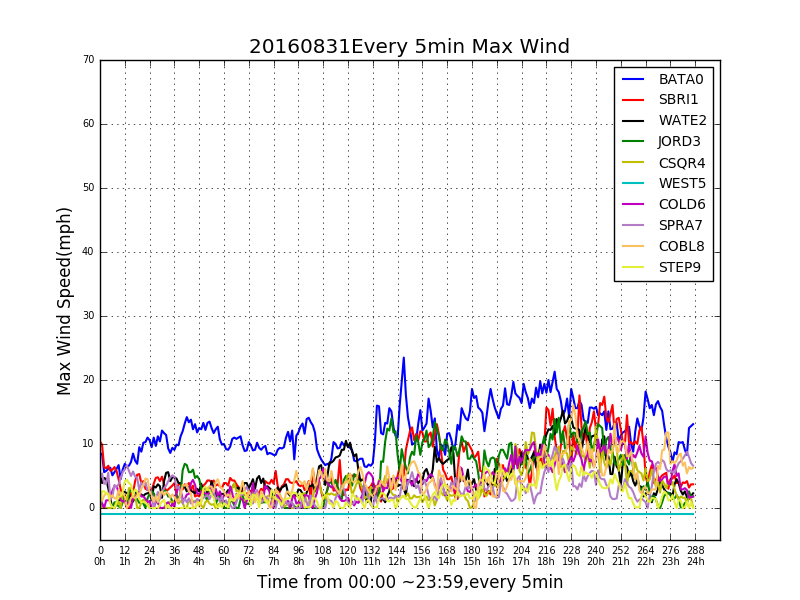 20160831Every 5min Max Wind
Max Wind Speed(mph)
70
60
50
40
30
20
10
0
BATA0
SBRI1
WATE2
JORD3
CSQR4
WEST5
COLD6
SPRA7
COBL8
STEP9
0 12 24 36 48 60 72 84 96 108 120 132 144 156 168 180 192 204 216 228 240 252 264 276 288
0h 1h 2h 3h 4h 5h 6h 7h 8h 9h 10h 11h 12h 13h 14h 15h 16h 17h 18h 19h 20h 21h 22h 23h 24h
Time from 00:00 ~23:59,every 5min